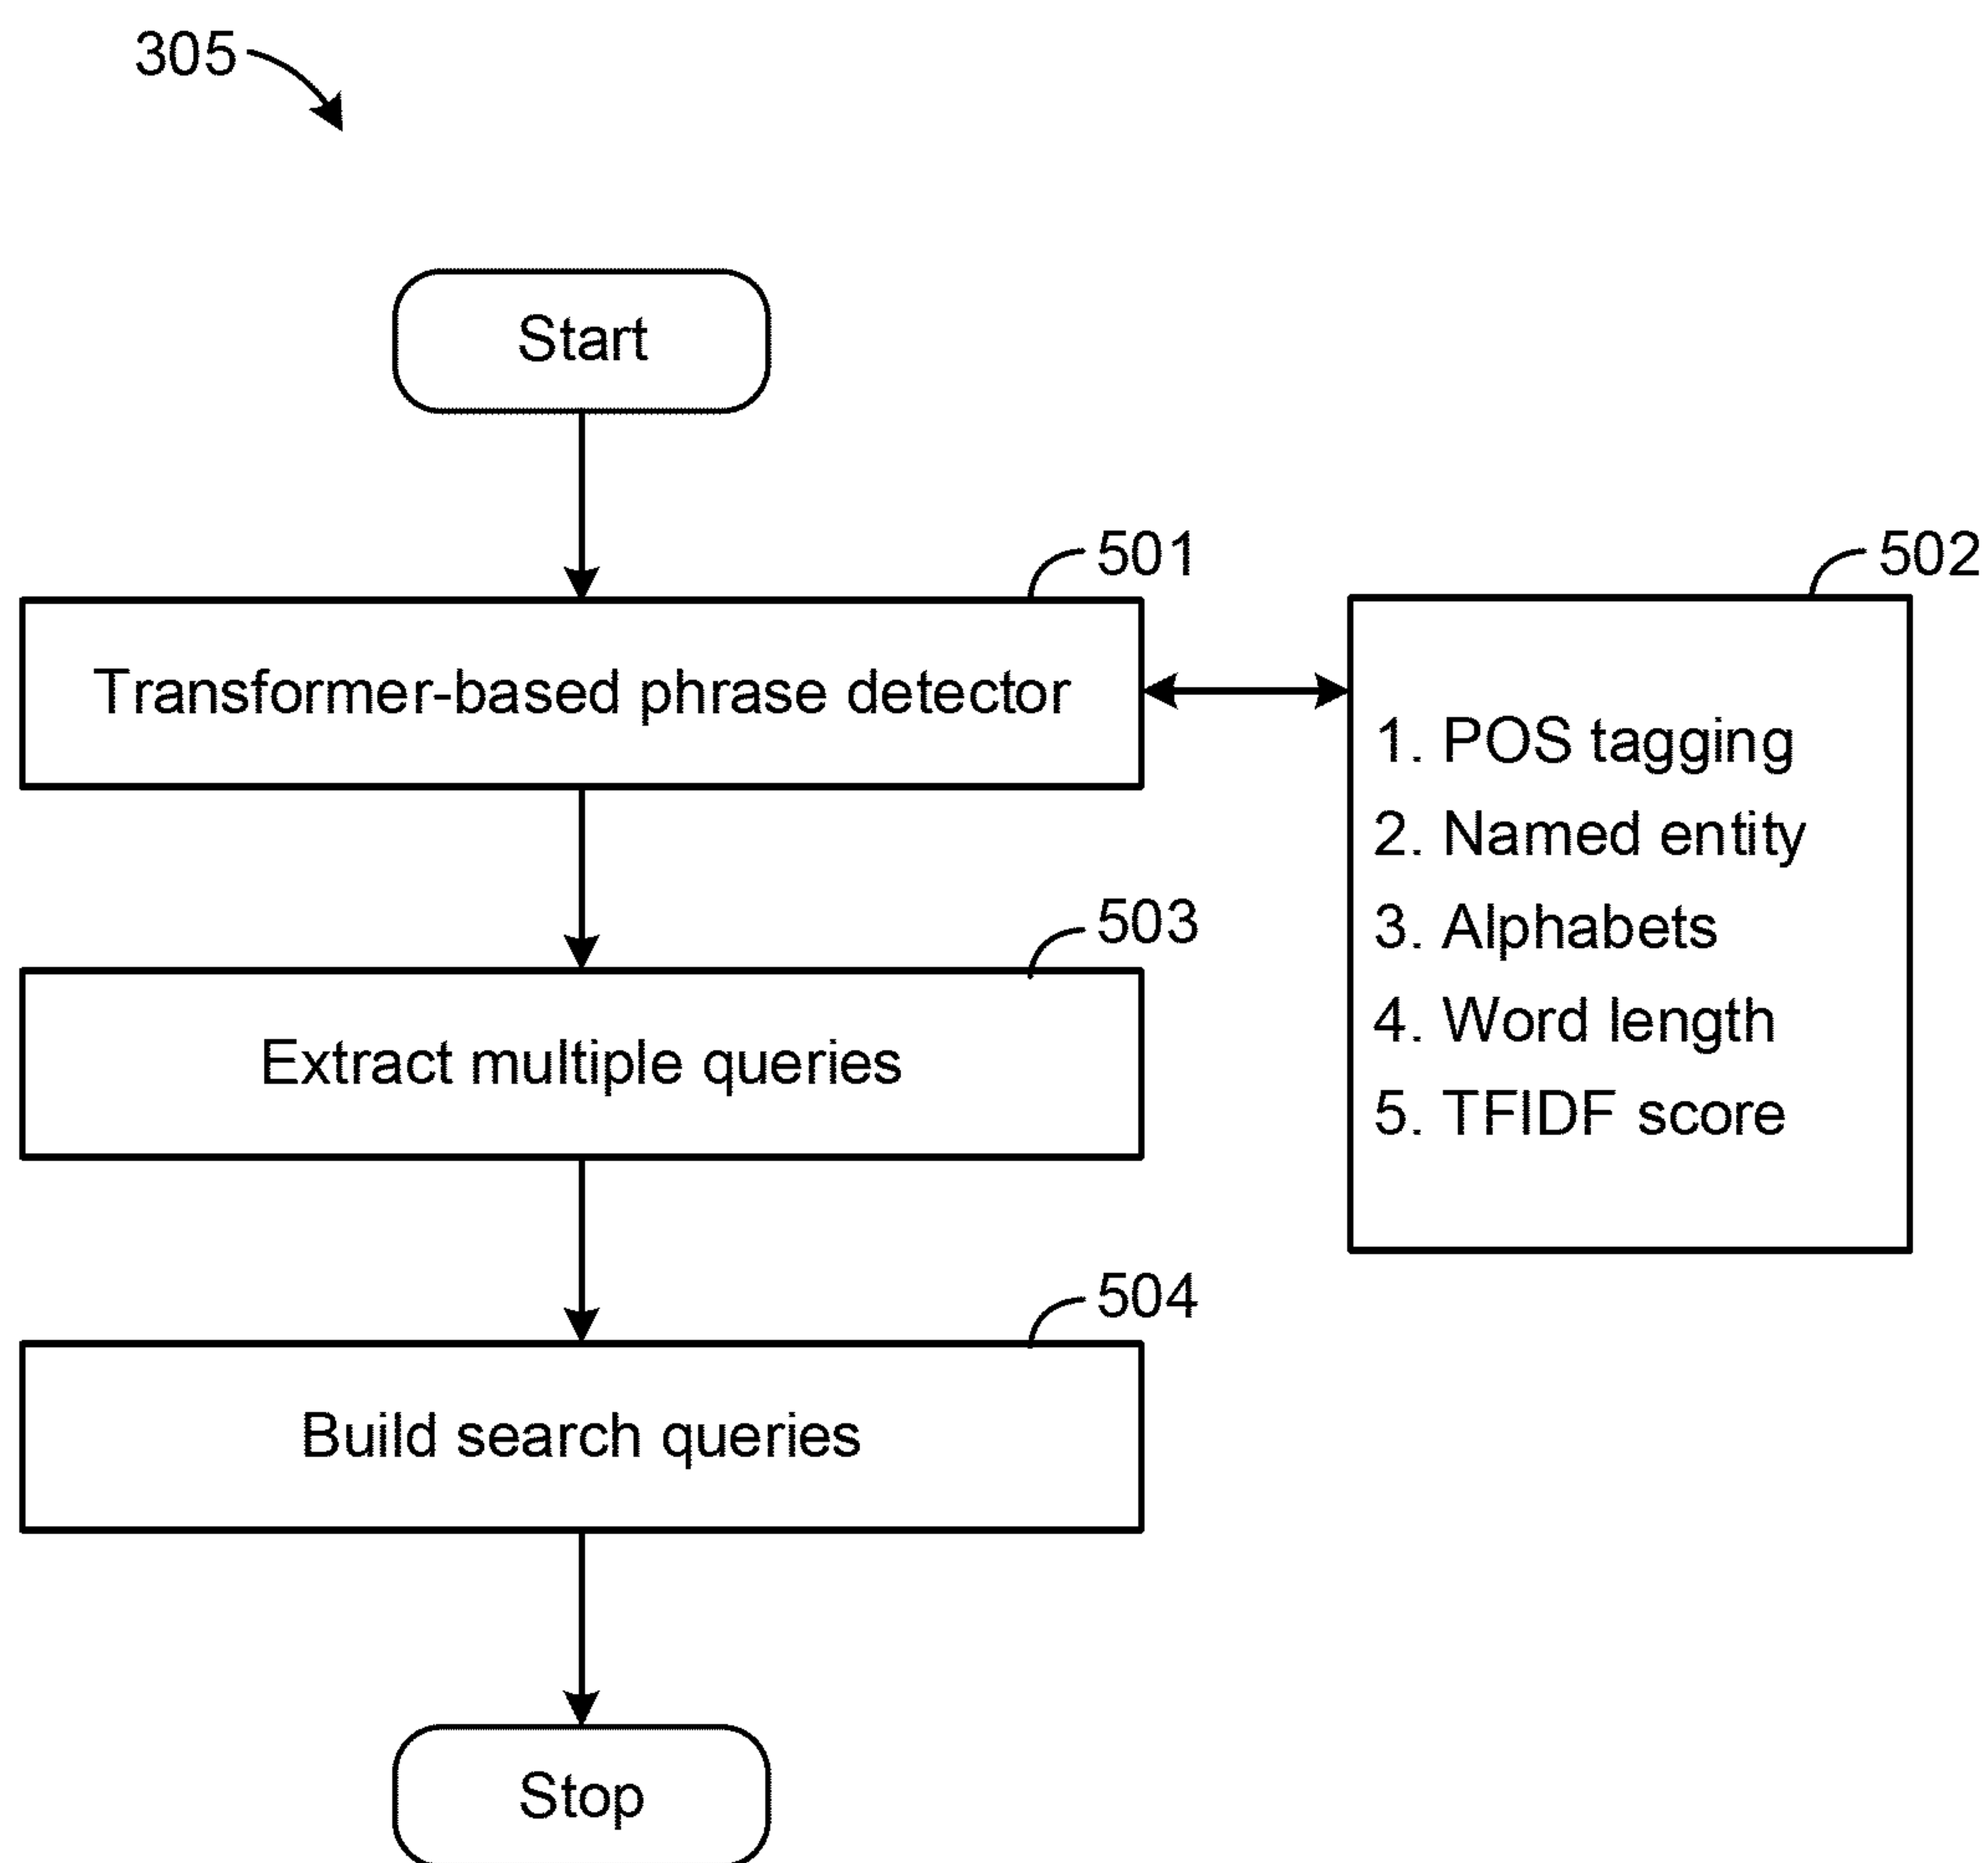 305
Start
501
502
Transformer-based phrase detector
1. POS tagging
2. Named entity
3. Alphabets
4. Word length
5. TFIDF score
503
Extract multiple queries
504
Build search queries
Stop